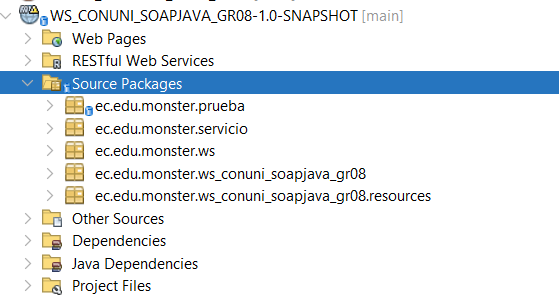 WS_CONUNI_SOAPJAVA_GR08-1.0-SNAPSHOT [main]
Web Pages
RESTful Web Services
Source Packages
ec.edu.monster.prueba
ec.edu.monster.servicio
ec.edu.monster.ws
ec.edu.monster.ws_conuni_soapjava_gr08
ec.edu.monster.ws_conuni_soapjava_gr08.resources
Other Sources
Dependencies
Java Dependencies
Project Files